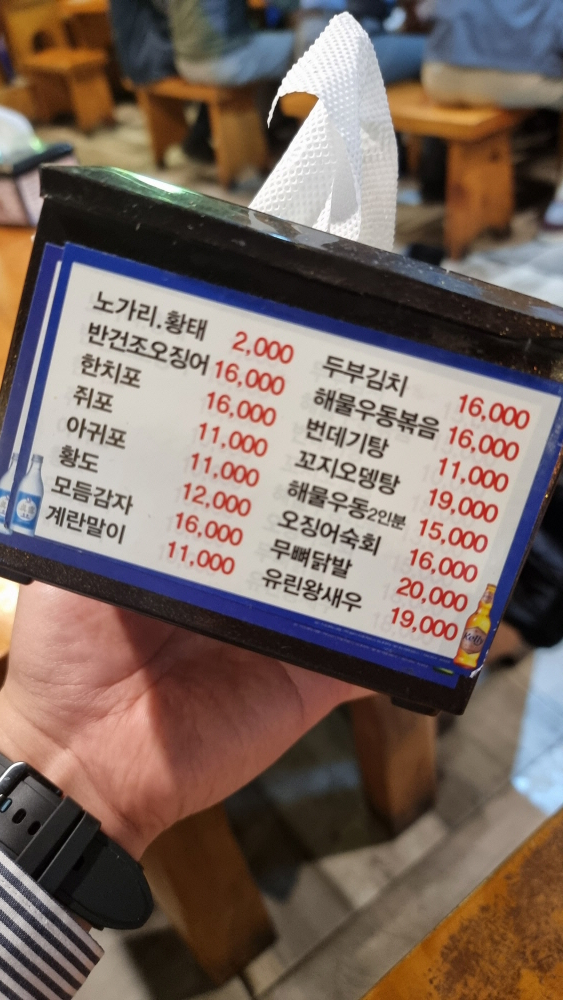 노가리.황태 2,000
반건조오징어 16,000
한치포 16,000
쥐포 11,000
아귀포 11,000
황도 12,000
모듬감자 16,000
계란말이 11,000
두부김치 16,000
해물우동볶음 16,000
번데기탕 11,000
꼬지오뎅탕 19,000
해물우동2인분 15,000
오징어숙회 16,000
무뼈닭발 20,000
유린왕새우 19,000
Kelly